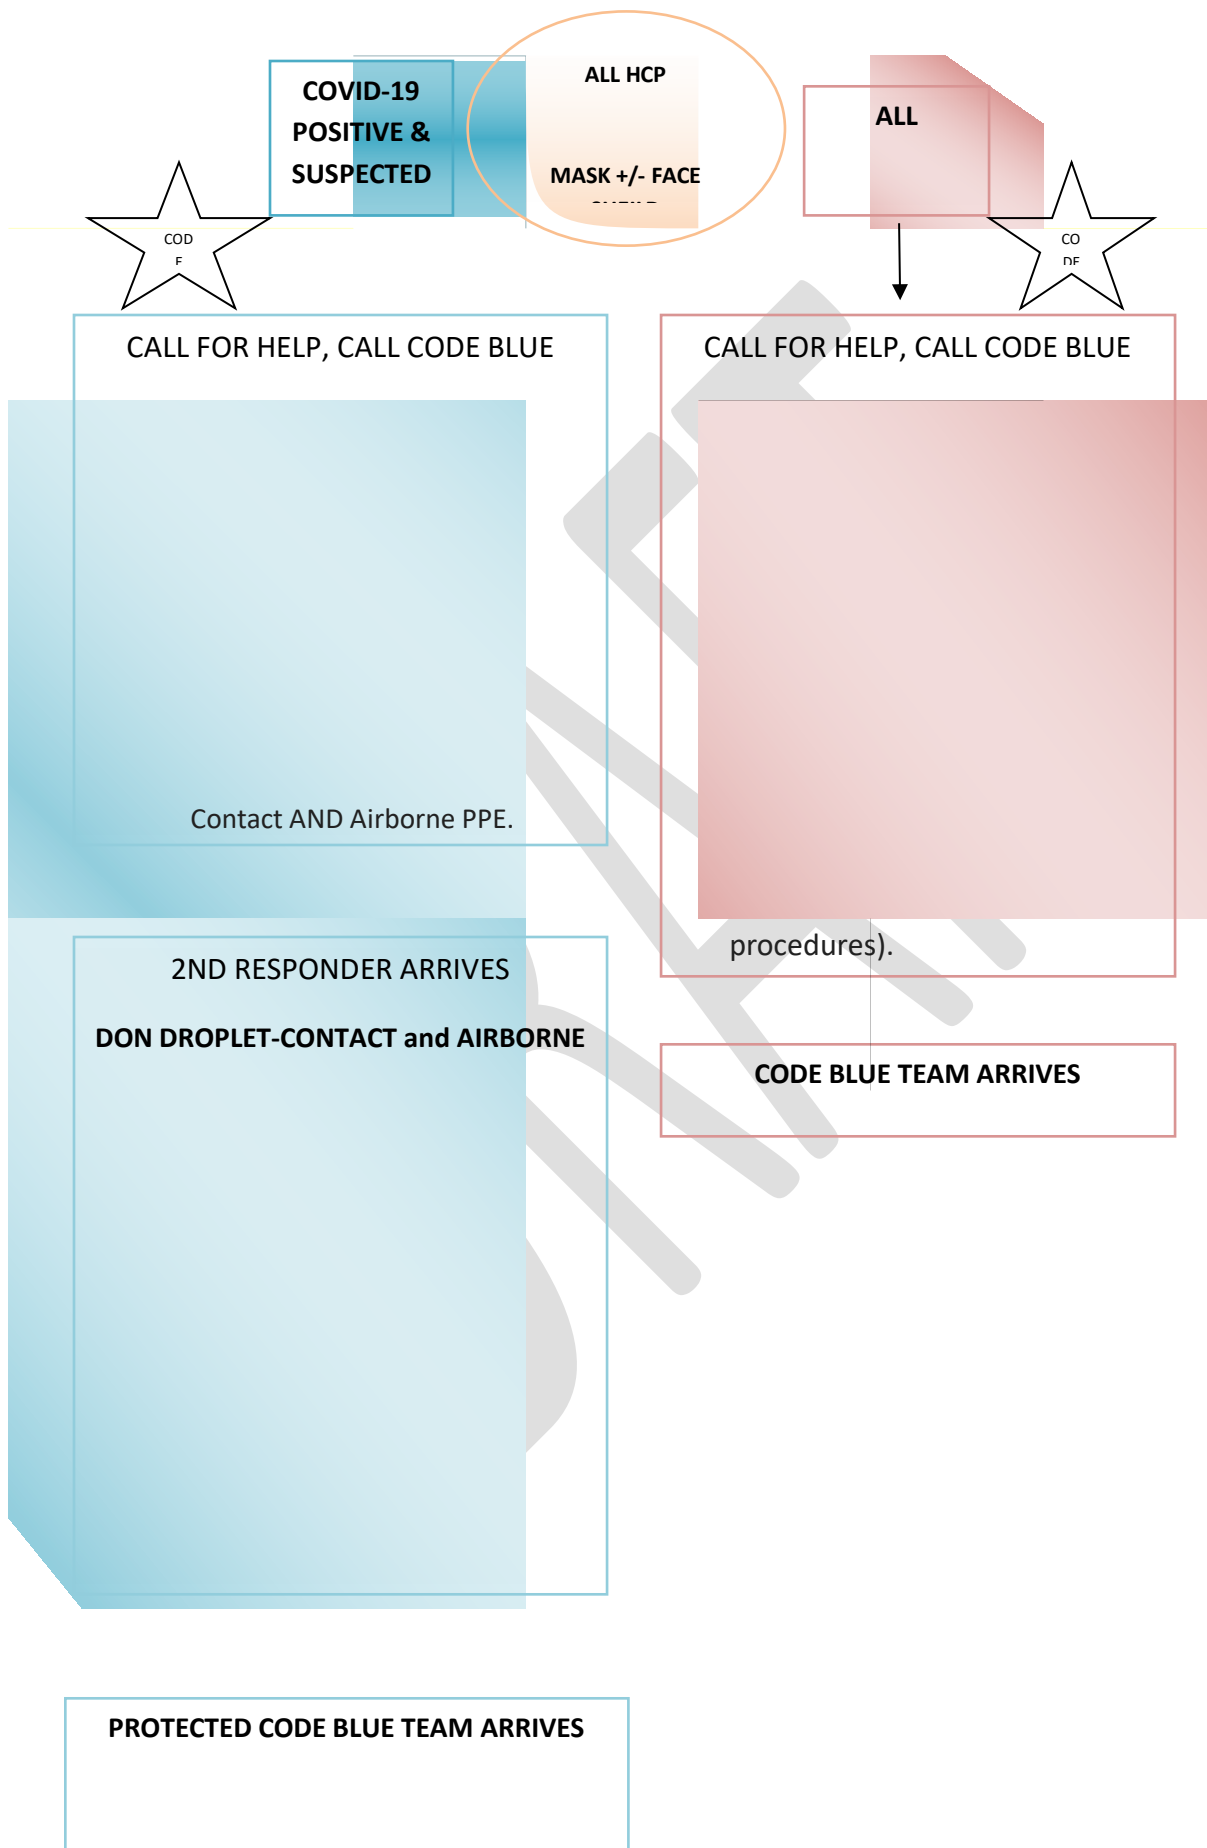 ALL HCP
MASK +/- FACE
COVID-19
POSITIVE &
SUSPECTED
ALL
COD
CO
CALL FOR HELP, CALL CODE BLUE
Contact AND Airborne PPE.
2ND RESPONDER ARRIVES
DON DROPLET-CONTACT and AIRBORNE
PROTECTED CODE BLUE TEAM ARRIVES
CALL FOR HELP, CALL CODE BLUE
procedures).
CODE BLUE TEAM ARRIVES